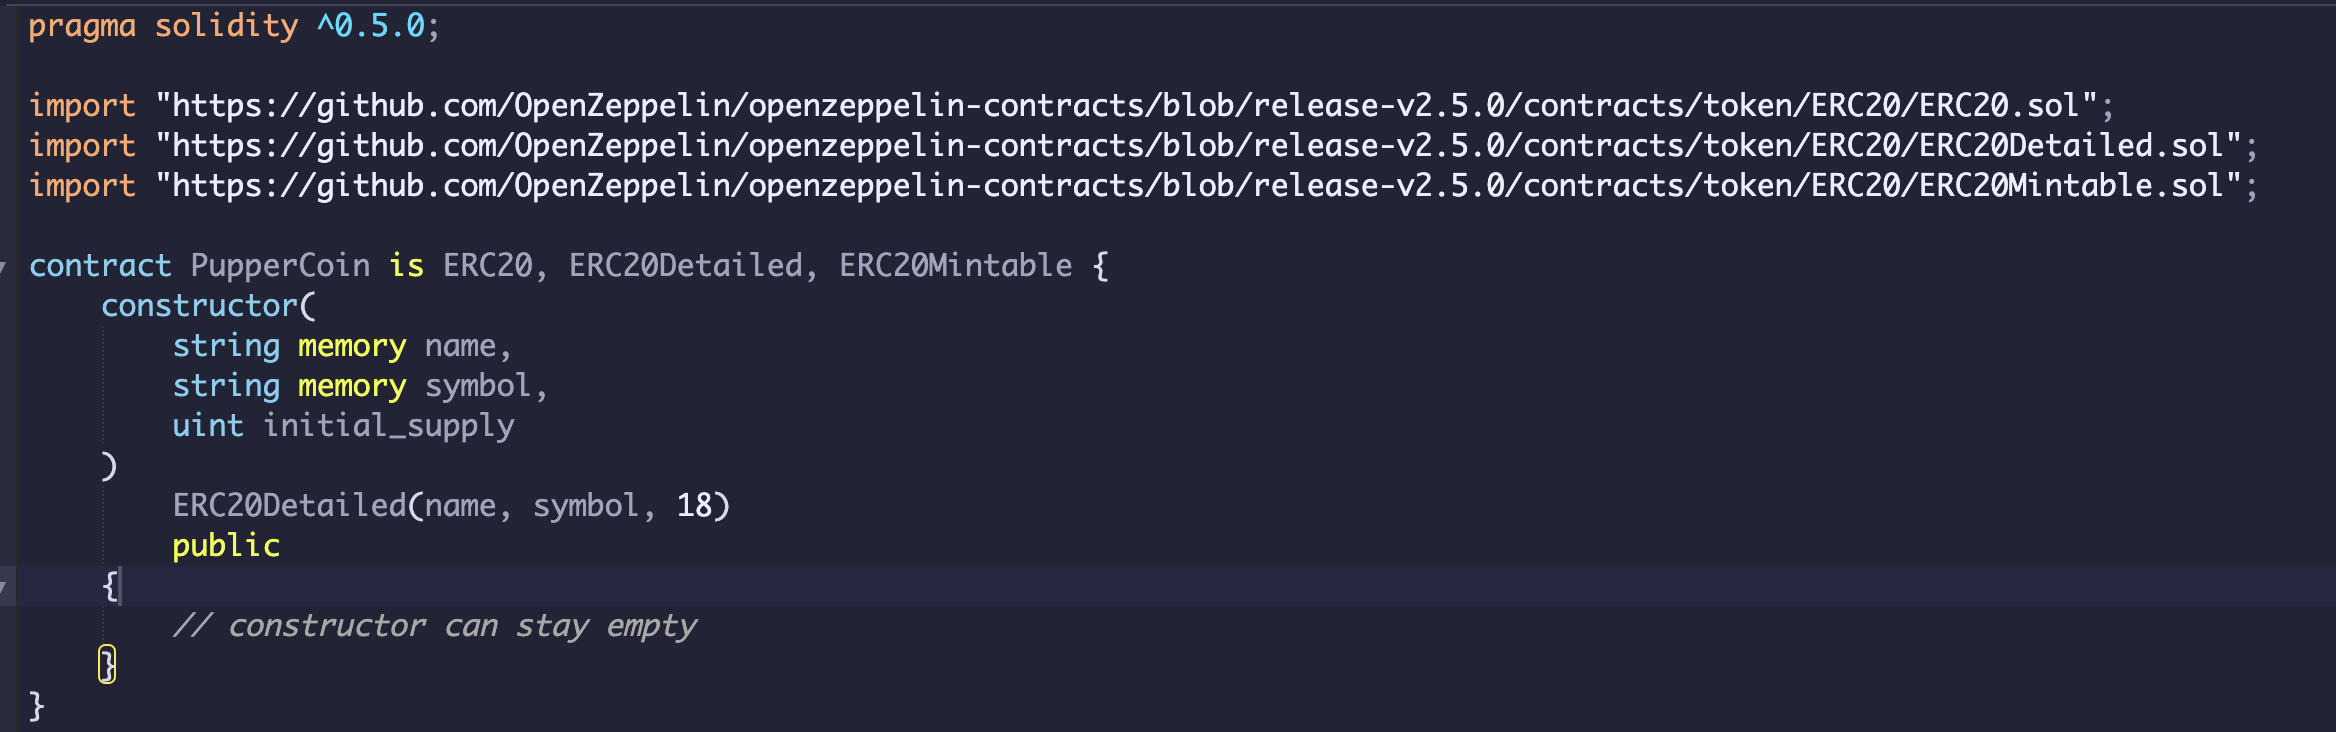 pragma solidity ^0.5.0;
import "https://github.com/OpenZeppelin/openzeppelin-contracts/blob/release-v2.5.0/contracts/token/ERC20/ERC20.sol";
import "https://github.com/OpenZeppelin/openzeppelin-contracts/blob/release-v2.5.0/contracts/token/ERC20/ERC20Detailed.sol";
import "https://github.com/OpenZeppelin/openzeppelin-contracts/blob/release-v2.5.0/contracts/token/ERC20/ERC20Mintable.sol";
contract PupperCoin is ERC20, ERC20Detailed, ERC20Mintable {
    constructor(
        string memory name,
        string memory symbol,
        uint initial_supply
    )
        ERC20Detailed(name, symbol, 18)
        public
    {
        // constructor can stay empty
    }
}